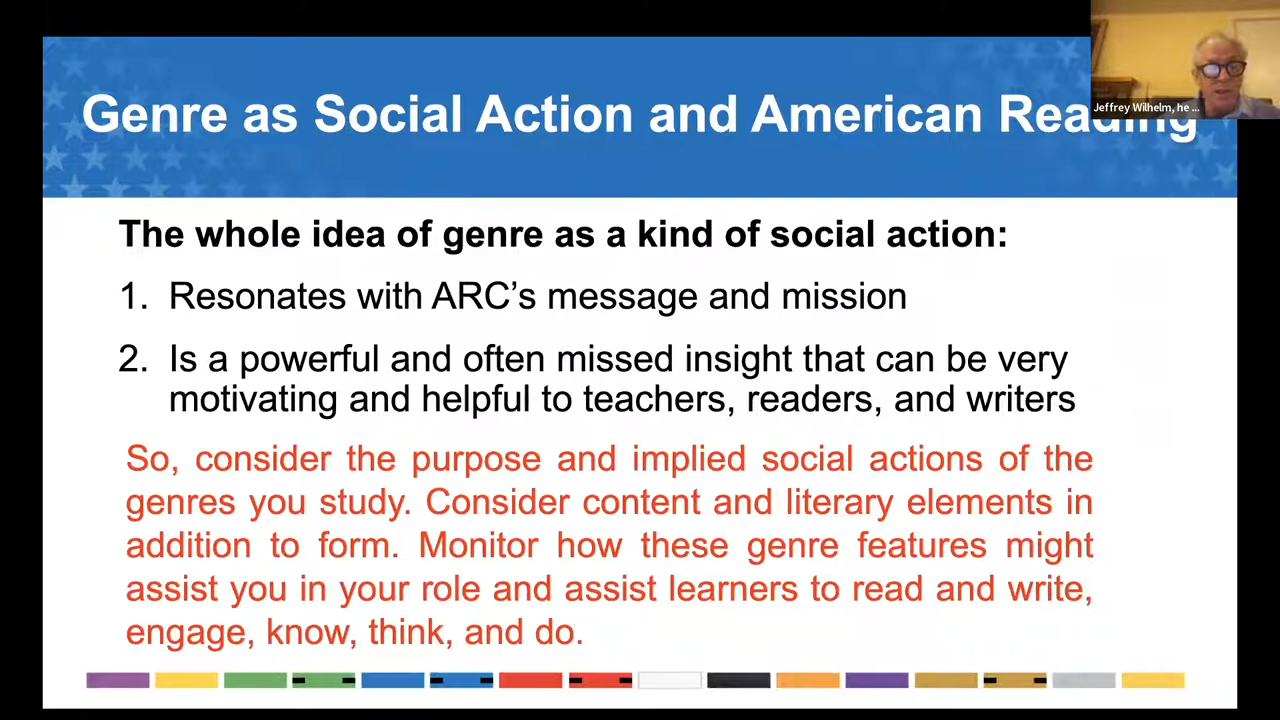 Genre as Social Action and American Reading
Jeffrey Wilhelm, he ...
The whole idea of genre as a kind of social action:
1. Resonates with ARC’s message and mission
2. Is a powerful and often missed insight that can be very
motivating and helpful to teachers, readers, and writers
So, consider the purpose and implied social actions of the
genres you study. Consider content and literary elements in
addition to form. Monitor how these genre features might
assist you in your role and assist learners to read and write,
engage, know, think, and do.